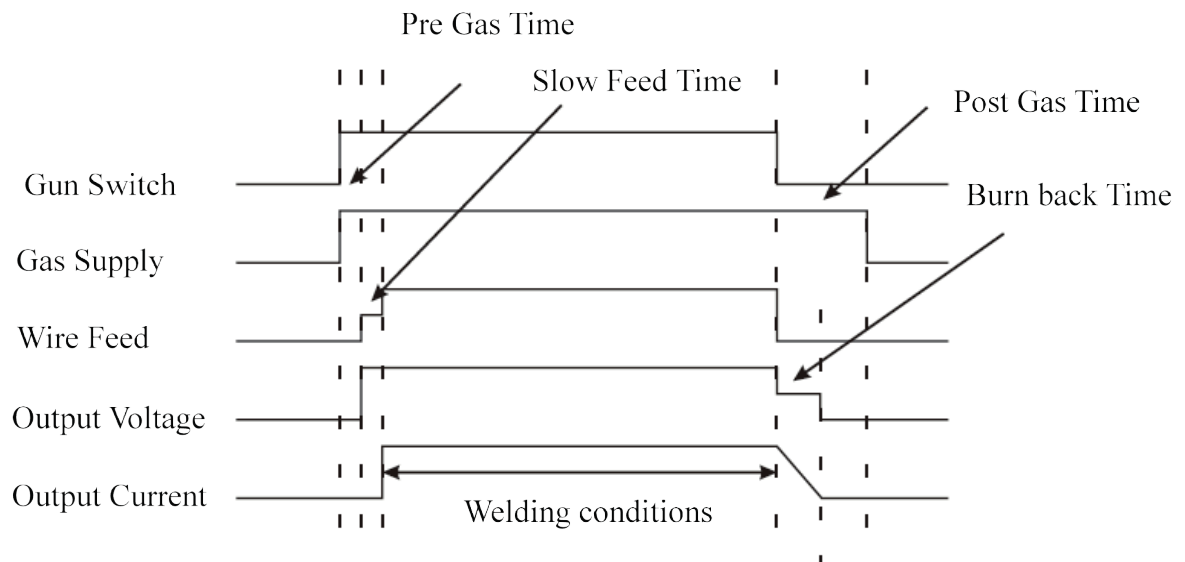 Pre Gas Time
Slow Feed Time
Post Gas Time
Gun Switch
Burn back Time
Gas Supply
Wire Feed
Output Voltage
Output Current
Welding conditions